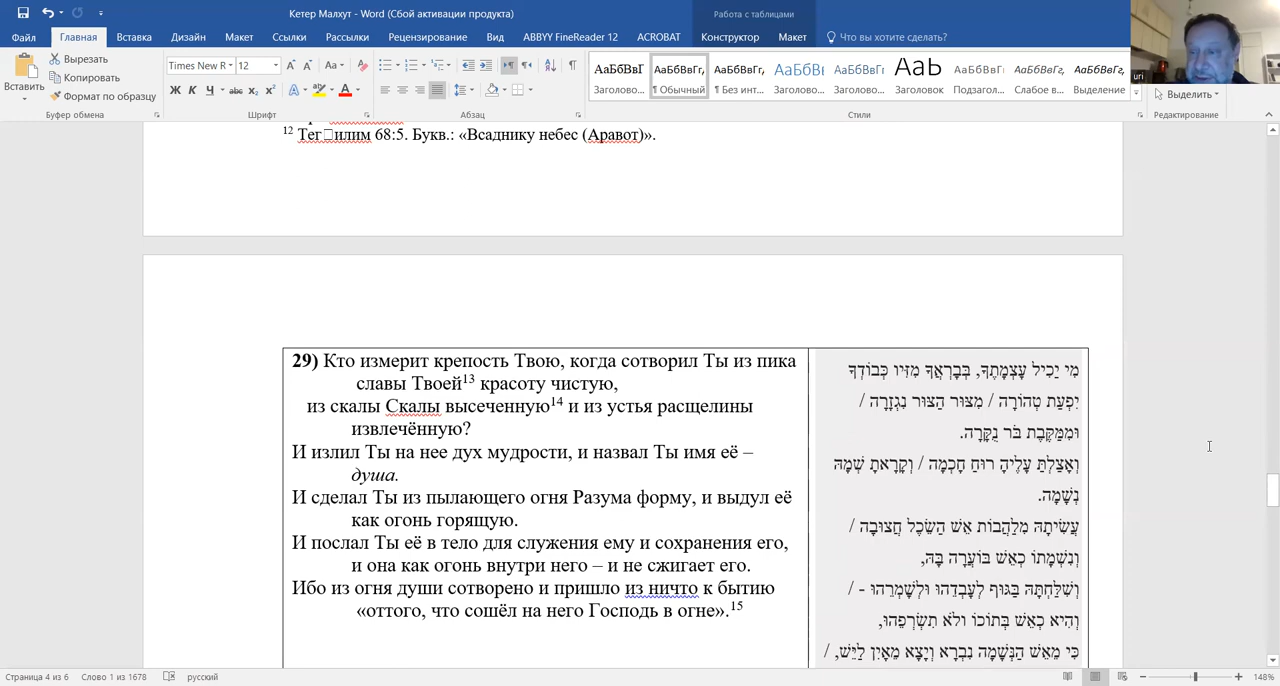 Кетер Малхут - Word (Сбой активации продукта)
Работа с таблицами
Файл Главная Вставка Дизайн Макет Ссылки Рассылки Рецензирование Вид ABBYY FineReader 12 ACROBAT Конструктор Макет Что вы хотите сделать?
uri
Вставить
Вырезать
Копировать
Формат по образцу
Times New R 12
АаБбВвГ АаБбВвГг, АаБбВвГг, АаБбВвГг АаБбВвГг Aab АаБбВвГг АаБбВвГг, АаБбВвГг,
Заголово... ¶ Обычный ¶ Без инт... Заголово... Заголово... Заголовок Подзагол... Слабое в... Выделение
Выделить
Буфер обмена Шрифт Абзац Стили Редактирование
12 Тег□илим 68:5. Букв.: «Всаднику небес (Аравот)».
29) Кто измерит крепость Твою, когда сотворил Ты из пика
славы Твоей13 красоту чистую,
из скалы Скалы высеченную14 и из устья расщелины
извлечённую?
И излил Ты на нее дух мудрости, и назвал Ты имя её –
душа.
И сделал Ты из пылающего огня Разума форму, и выдул её
как огонь горящую.
И послал Ты её в тело для служения ему и сохранения его,
и она как огонь внутри него – и не сжигает его.
Ибо из огня души сотворено и пришло из ничто к бытию
«оттого, что сошёл на него Господь в огне».15
מִי יַכִיל עָצְמָתֶךָ, בְּבָרְאֲךָ מִזִּיו כְּבוֹדְךָ
יִפְעַת טְהוֹרָה / מִצּוּר הַצּוּר נִגְזָרָה /
וּמִמַּקֶּבֶת בֹּר נֻקָּרָה.
וְאָצַלְתָּ עָלֶיהָ רוּחַ חָכְמָה / וְקָרָאתָ שְׁמָהּ
נְשָׁמָה.
עֲשִׂיתָהּ מִלַּהֲבוֹת אֵשׁ הַשֵּׂכֶל חֲצוּבָה /
וְנִשְׁמָתוֹ כְּאֵשׁ בּוֹעֲרָה בָּהּ,
וְשִׁלַּחְתָּהּ בַּגּוּף לְעָבְדֵהוּ וּלְשָׁמְרֵהוּ - /
וְהִיא כְּאֵשׁ בְּתוֹכוֹ וְלֹא תִשְׂרְפֵהוּ,
כִּי מֵאֵשׁ הַנְּשָׁמָה נִבְרָא וְיָצָא מֵאַיִן לַיֵּשׁ, /
Страница 4 из 6 Слово 1 из 1678 русский 148%